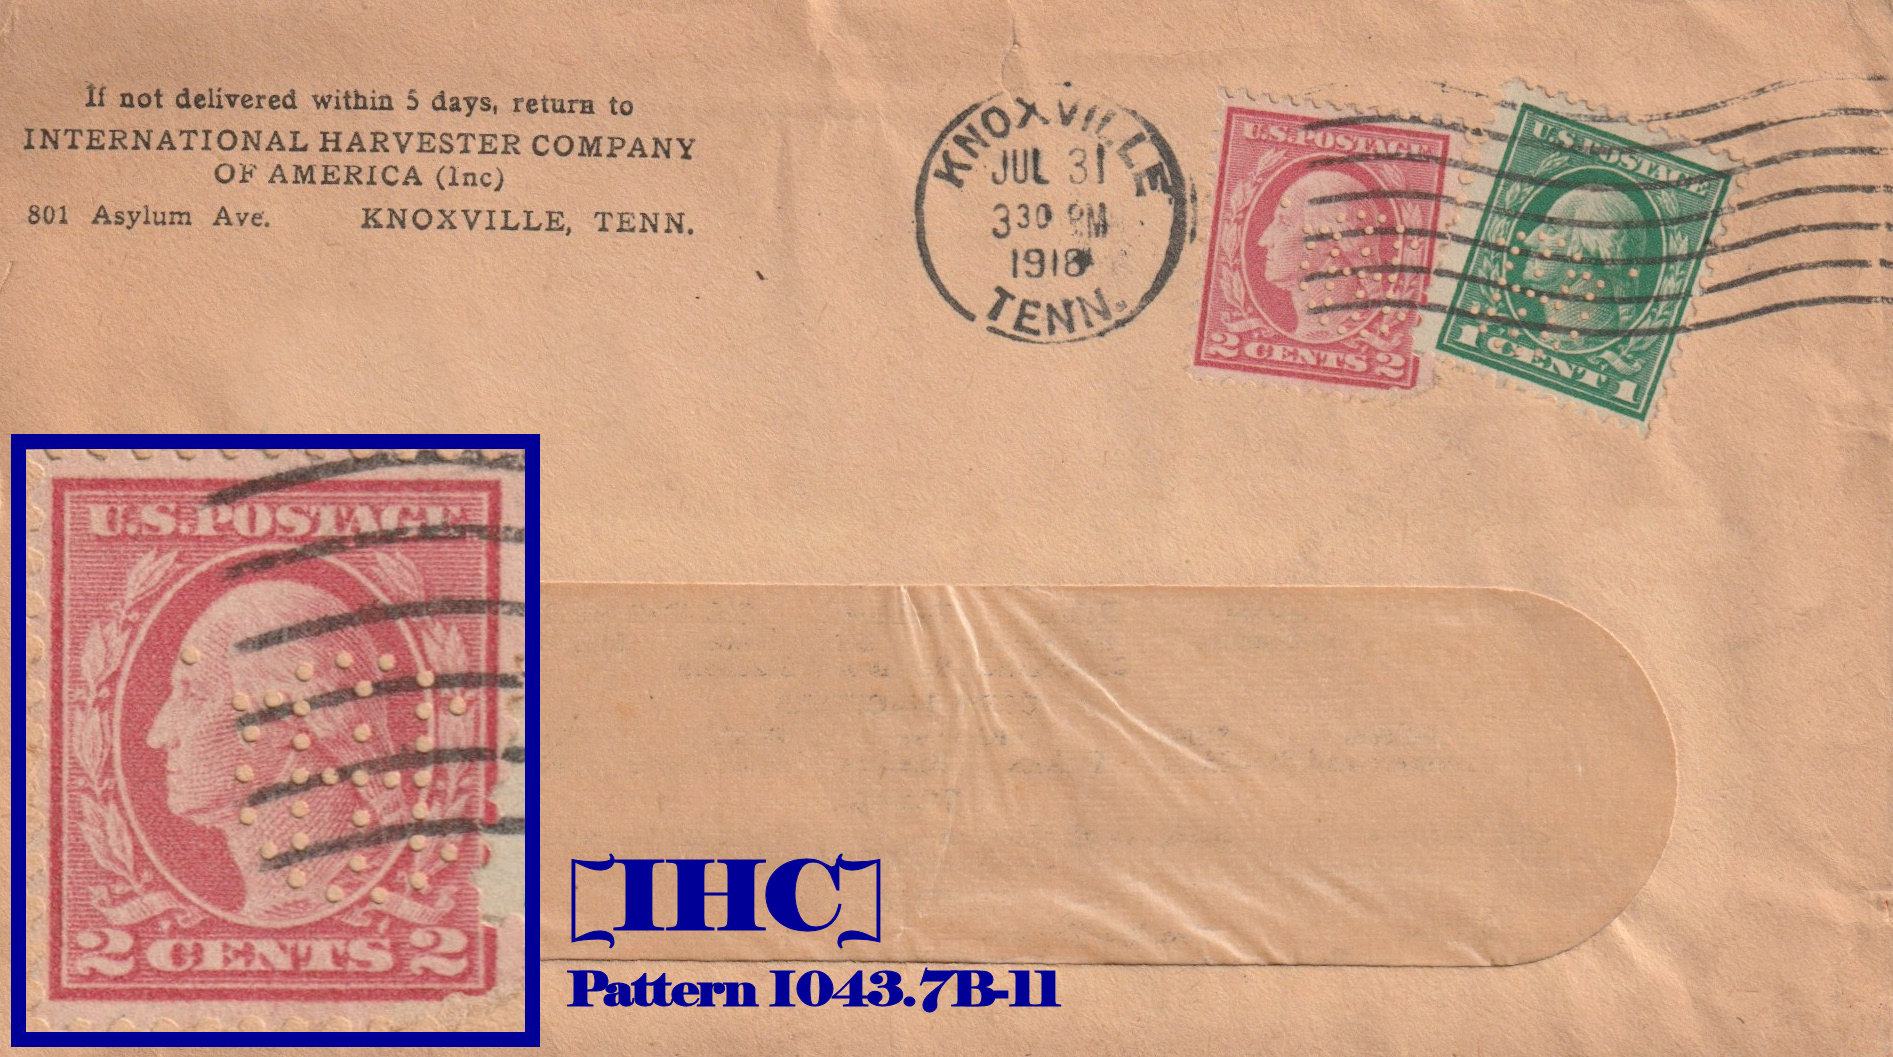 If not delivered within 5 days, return to
INTERNATIONAL HARVESTER COMPANY
OF AMERICA (Inc)
801 Asylum Ave. KNOXVILLE, TENN.
KNOXVILLE
JUL 31
330 PM
1918
TENN.
U.S. POSTAGE
2 CENTS 2
U.S. POSTAGE
1 CENT 1
U.S. POSTAGE
2 CENTS 2
[IHC]
Pattern I043.7B-11